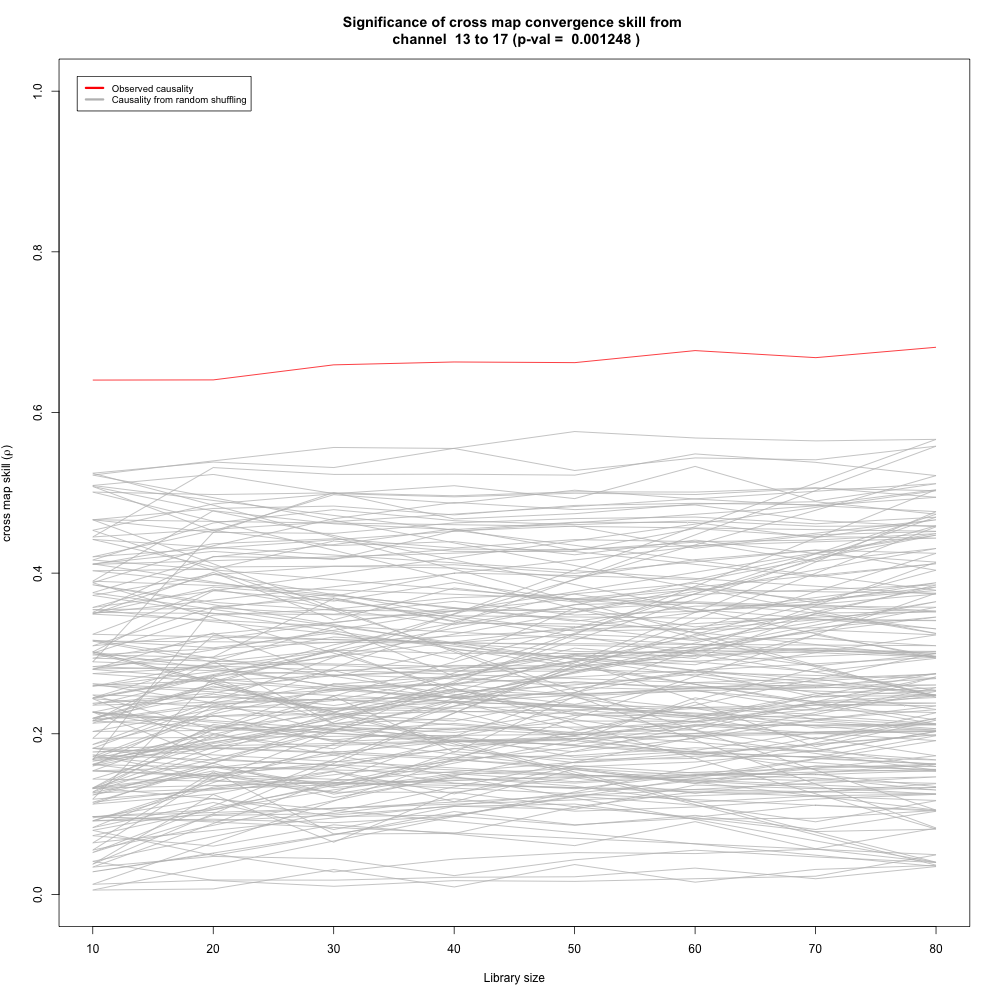 Significance of cross map convergence skill from
channel  13 to 17 (p-val =  0.001248 )
Observed causality
Causality from random shuffling
1.0
0.8
0.6
0.4
0.2
0.0
cross map skill (ρ)
10 20 30 40 50 60 70 80
Library size